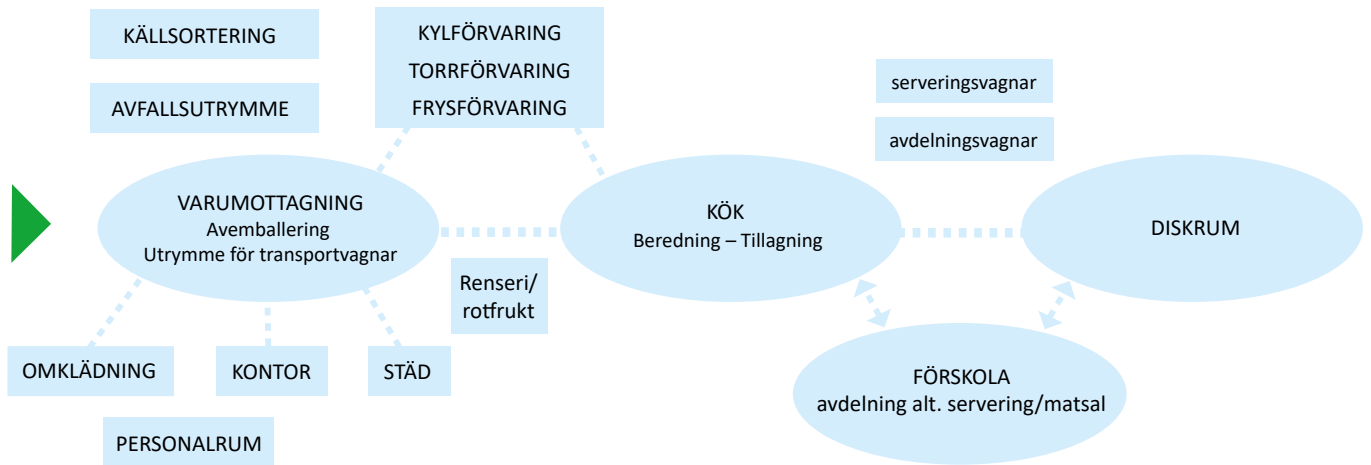 KÄLLSORTERING
AVFALLSUTRYMME
KYLFÖRVARING
TORRFÖRVARING
FRYSFÖRVARING
serveringsvagnar
avdelningsvagnar
VARUMOTTAGNING
Avemballering
Utrymme för transportvagnar
KÖK
Beredning – Tillagning
DISKRUM
Renseri/
rotfrukt
OMKLÄDNING
KONTOR
STÄD
FÖRSKOLA
avdelning alt. servering/matsal
PERSONALRUM